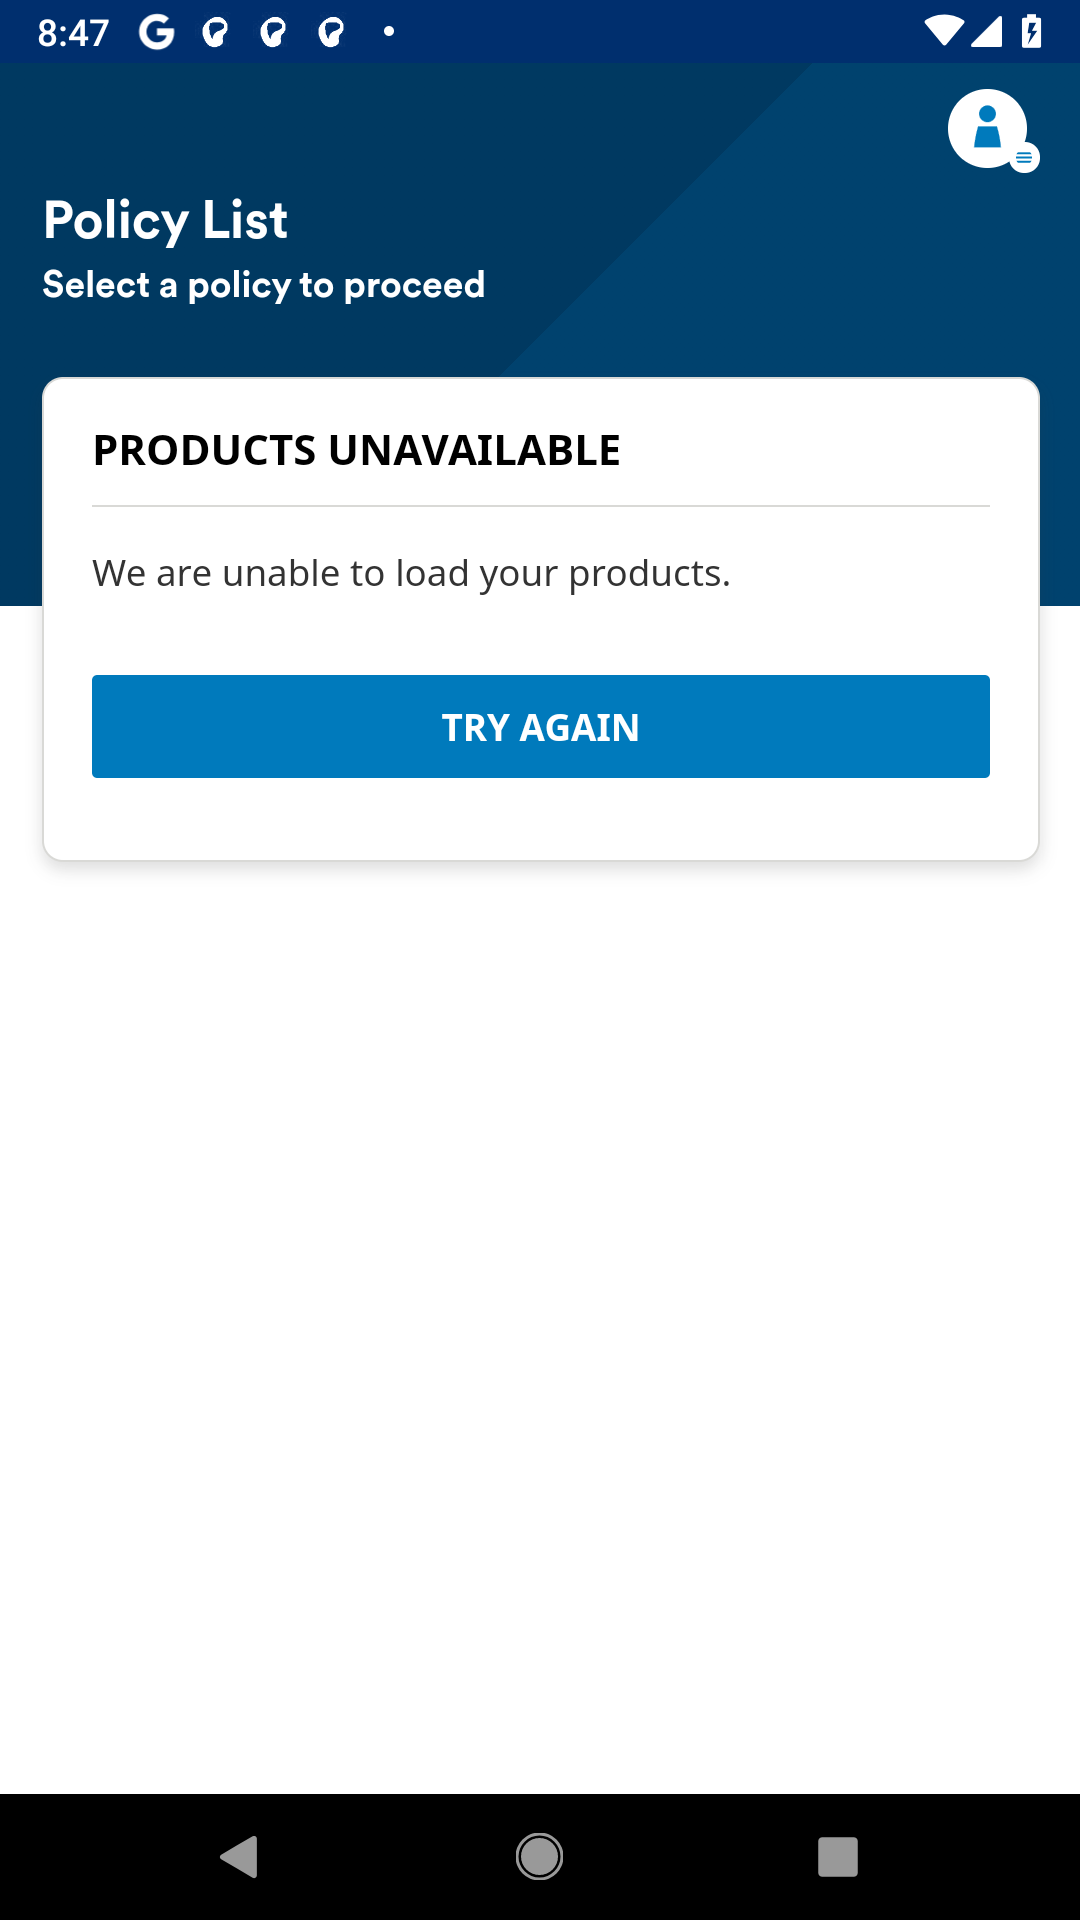 8:47
Policy List
Select a policy to proceed
PRODUCTS UNAVAILABLE
We are unable to load your products.
TRY AGAIN